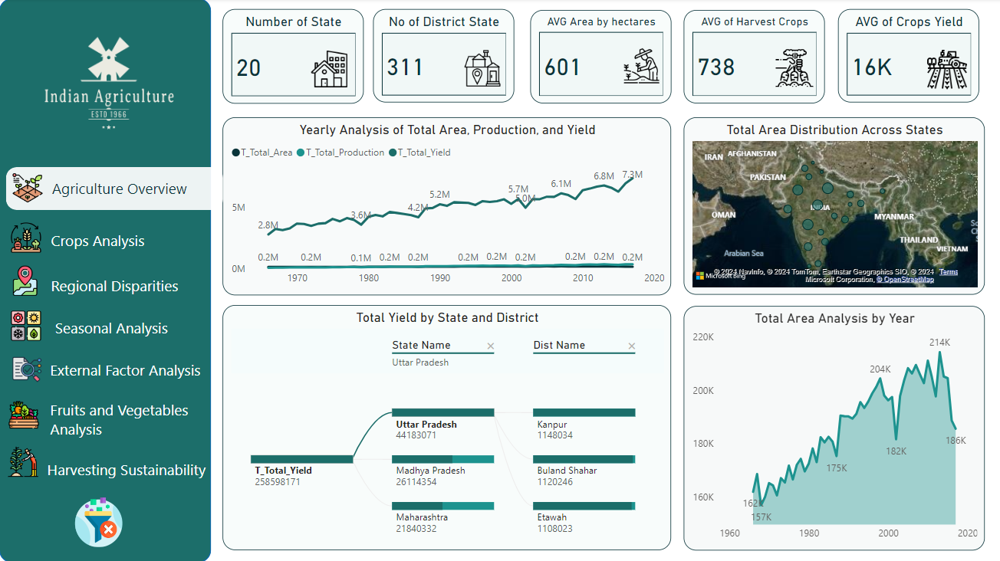 Indian Agriculture
ESTD 1966
Agriculture Overview
Crops Analysis
Regional Disparities
Seasonal Analysis
External Factor Analysis
Fruits and Vegetables
Analysis
Harvesting Sustainability
Number of State
20
No of District State
311
AVG Area by hectares
601
AVG of Harvest Crops
738
AVG of Crops Yield
16K
Yearly Analysis of Total Area, Production, and Yield
T_Total_Area T_Total_Production T_Total_Yield
7.3M
6.8M
6.1M
5.7M
5.2M
5.0M
4.2M
5M
3.6M
2.8M
0.2M 0.2M 0.1M 0.2M 0.2M 0.2M 0.2M 0.2M 0.2M 0.2M 0.2M
0M
1970 1980 1990 2000 2010 2020
Total Area Distribution Across States
IRAN AFGHANISTAN
PAKISTAN
INDIA
OMAN
MYANMAR
THAILAND
VIETNAM
Arabian Sea
© 2024 NavInfo, © 2024 TomTom, Earthstar Geographics SIO, © 2024 Terms
Microsoft Bing
Microsoft Corporation, © OpenStreetMap
Total Yield by State and District
State Name
Uttar Pradesh
Dist Name
T_Total_Yield
258598171
Uttar Pradesh
44183071
Madhya Pradesh
26114354
Maharashtra
21840332
Kanpur
1148034
Buland Shahar
1120246
Etawah
1108023
Total Area Analysis by Year
220K
200K
180K
160K
214K
204K
186K
182K
175K
162K
157K
1960 1980 2000 2020